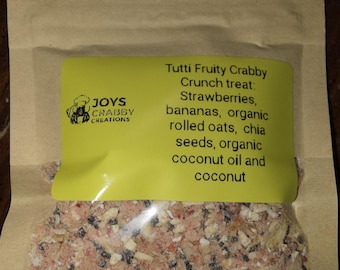 Tutti Fruity Crabby
Crunch treat:
Strawberries,
bananas, organic
rolled oats, chia
seeds, organic
coconut oil and
coconut
JOYS
CRABBY
CREATIONS